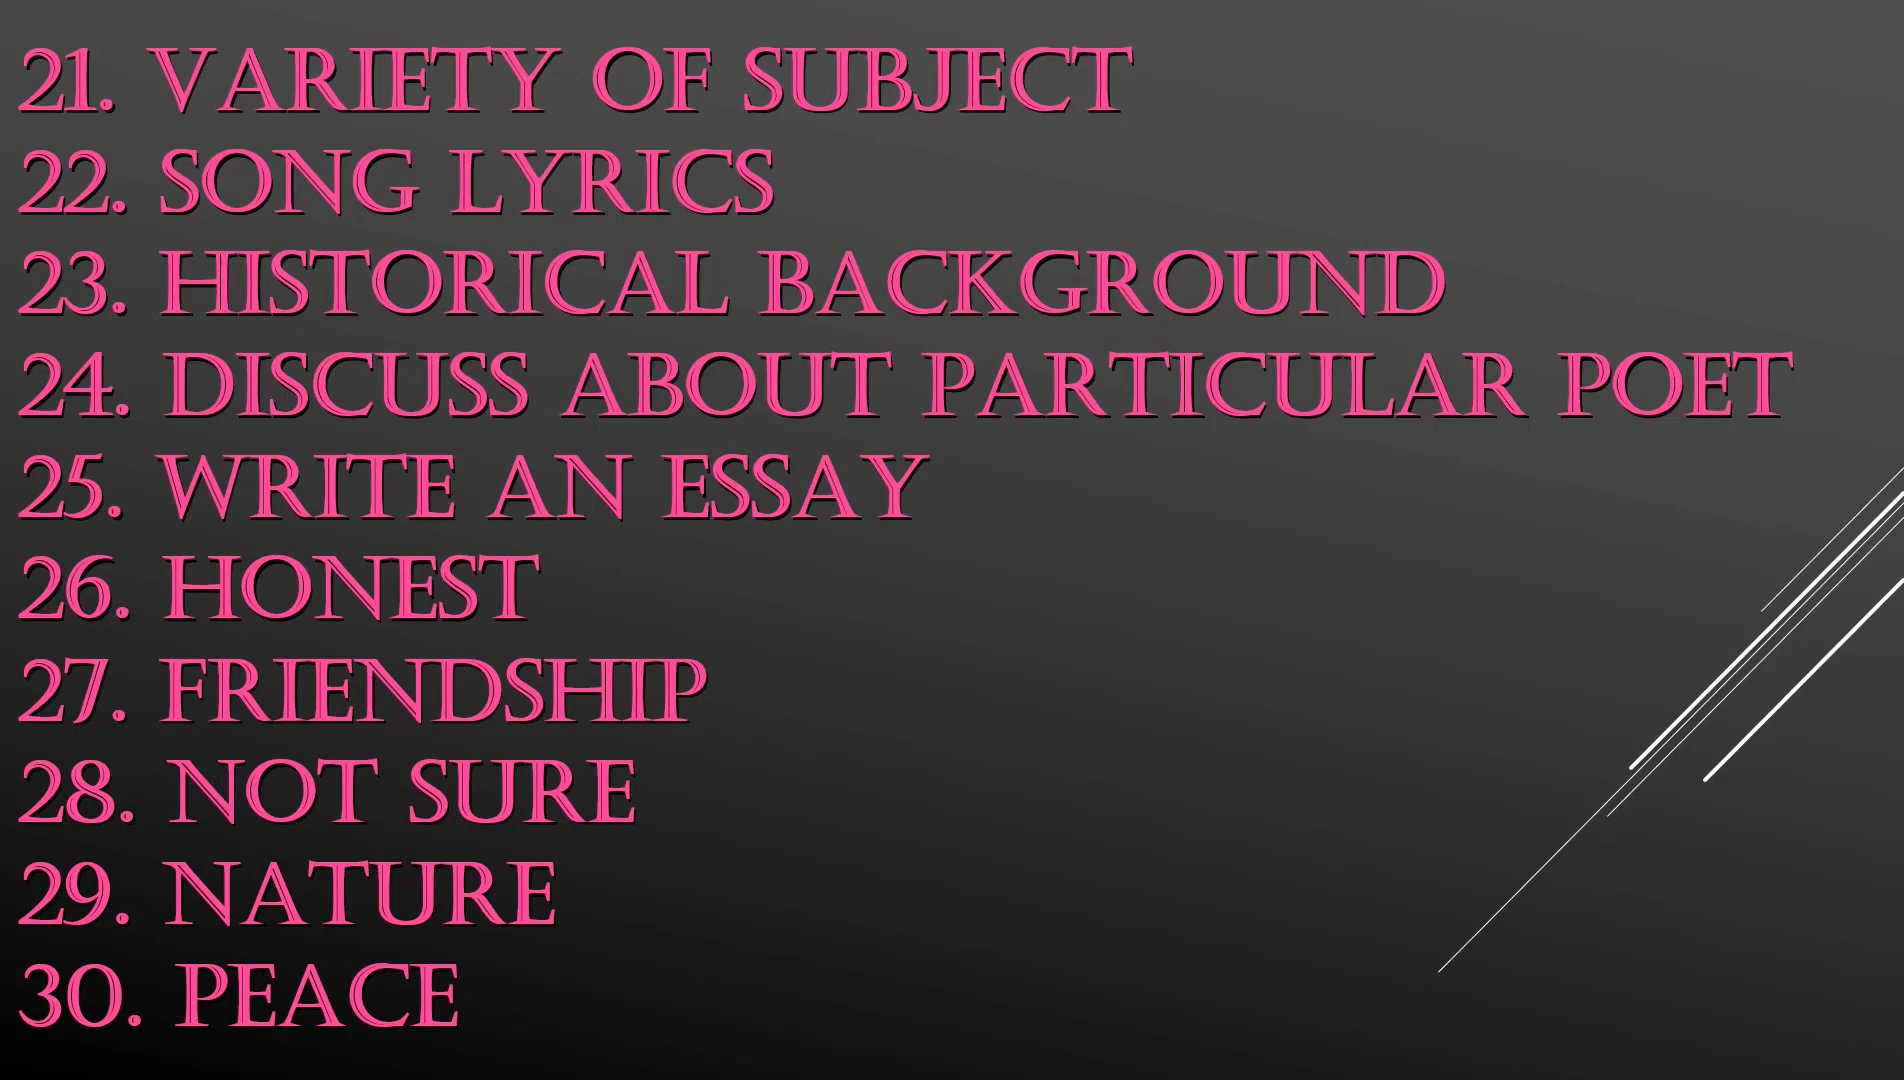 21. VARIETY OF SUBJECT
22. SONG LYRICS
23. HISTORICAL BACKGROUND
24. DISCUSS ABOUT PARTICULAR POET
25. WRITE AN ESSAY
26. HONEST
27. FRIENDSHIP
28. NOT SURE
29. NATURE
30. PEACE